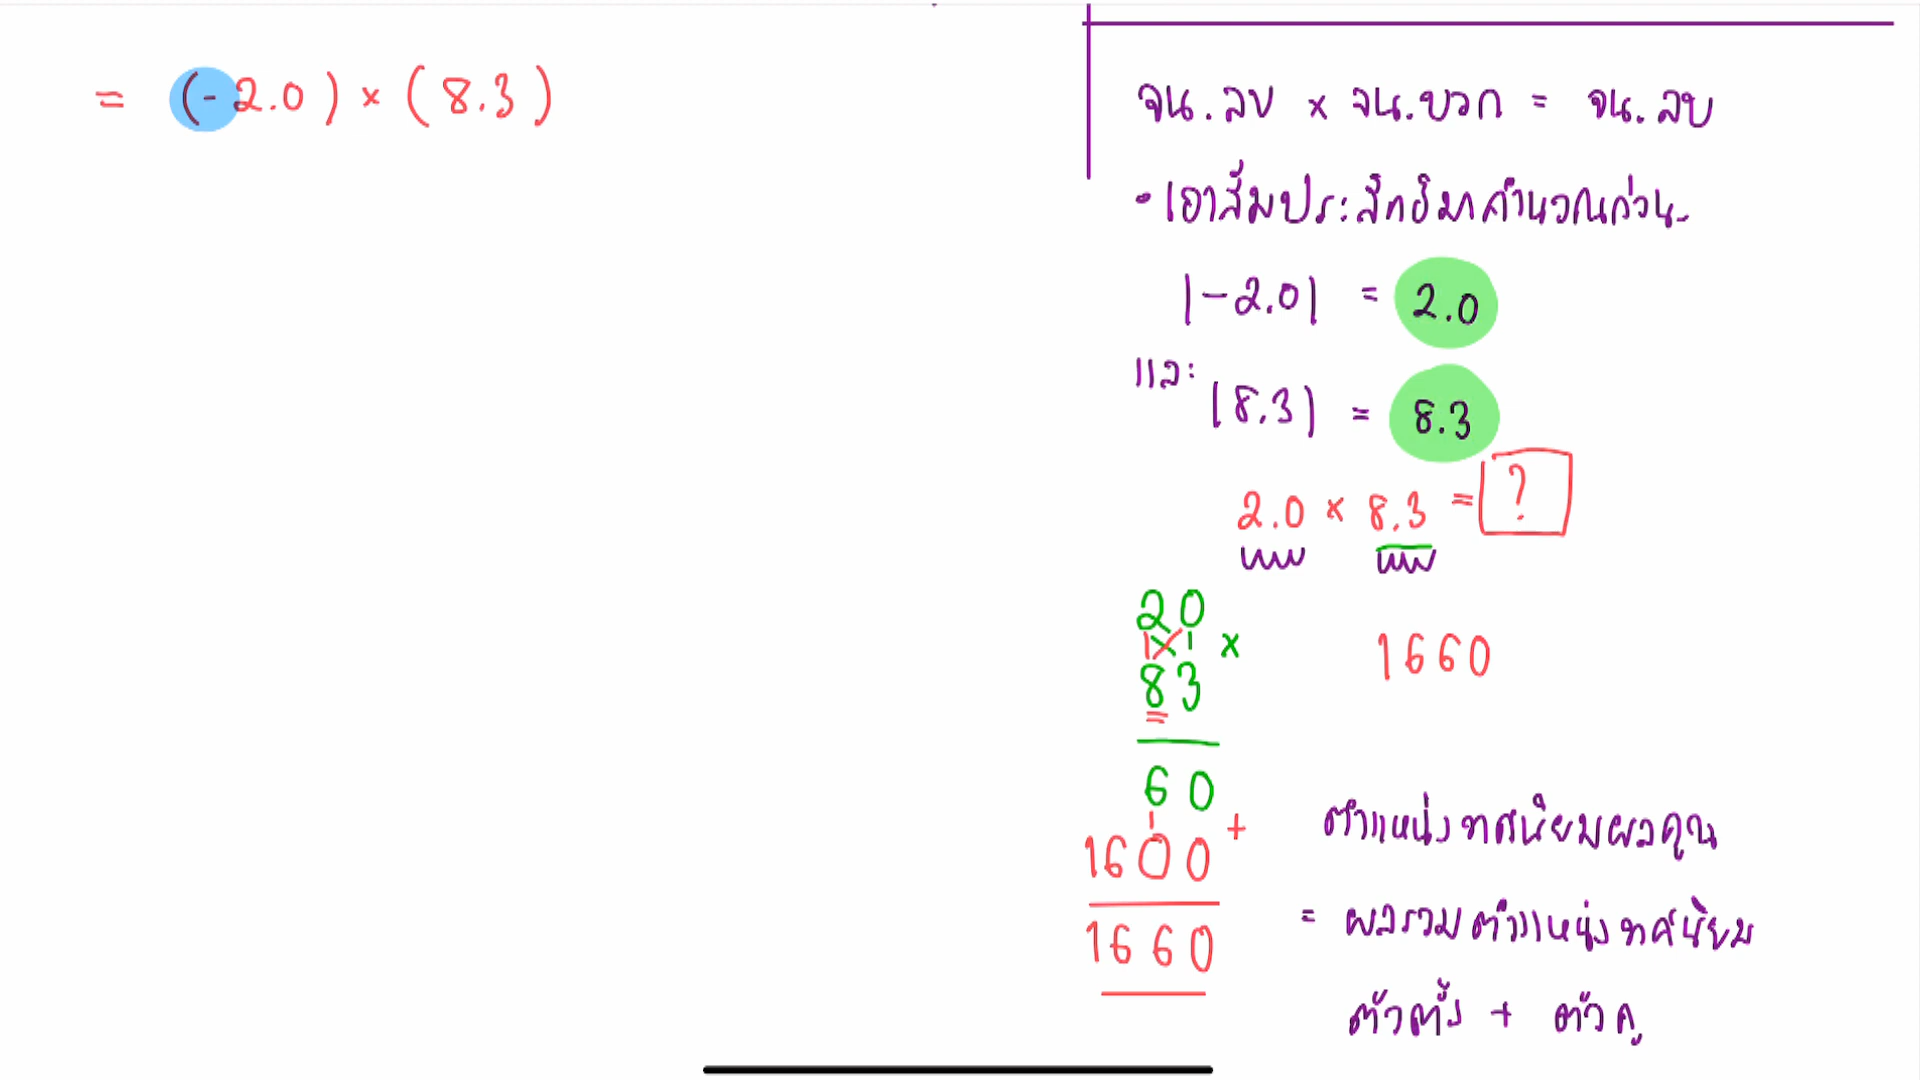 = (-2.0) × (8.3)
จน.ลบ × จน.บวก = จน.ลบ
• เอาสัมประสิทธิ์มาคำนวณก่อน
|-2.0| = 2.0
และ |8.3| = 8.3
2.0 × 8.3 = ?
20
×
83
60
+
1600
1660
1660
ตำแหน่งทศนิยมผลคูณ
= ผลรวมตำแหน่งทศนิยม
ตัวตั้ง + ตัวคู